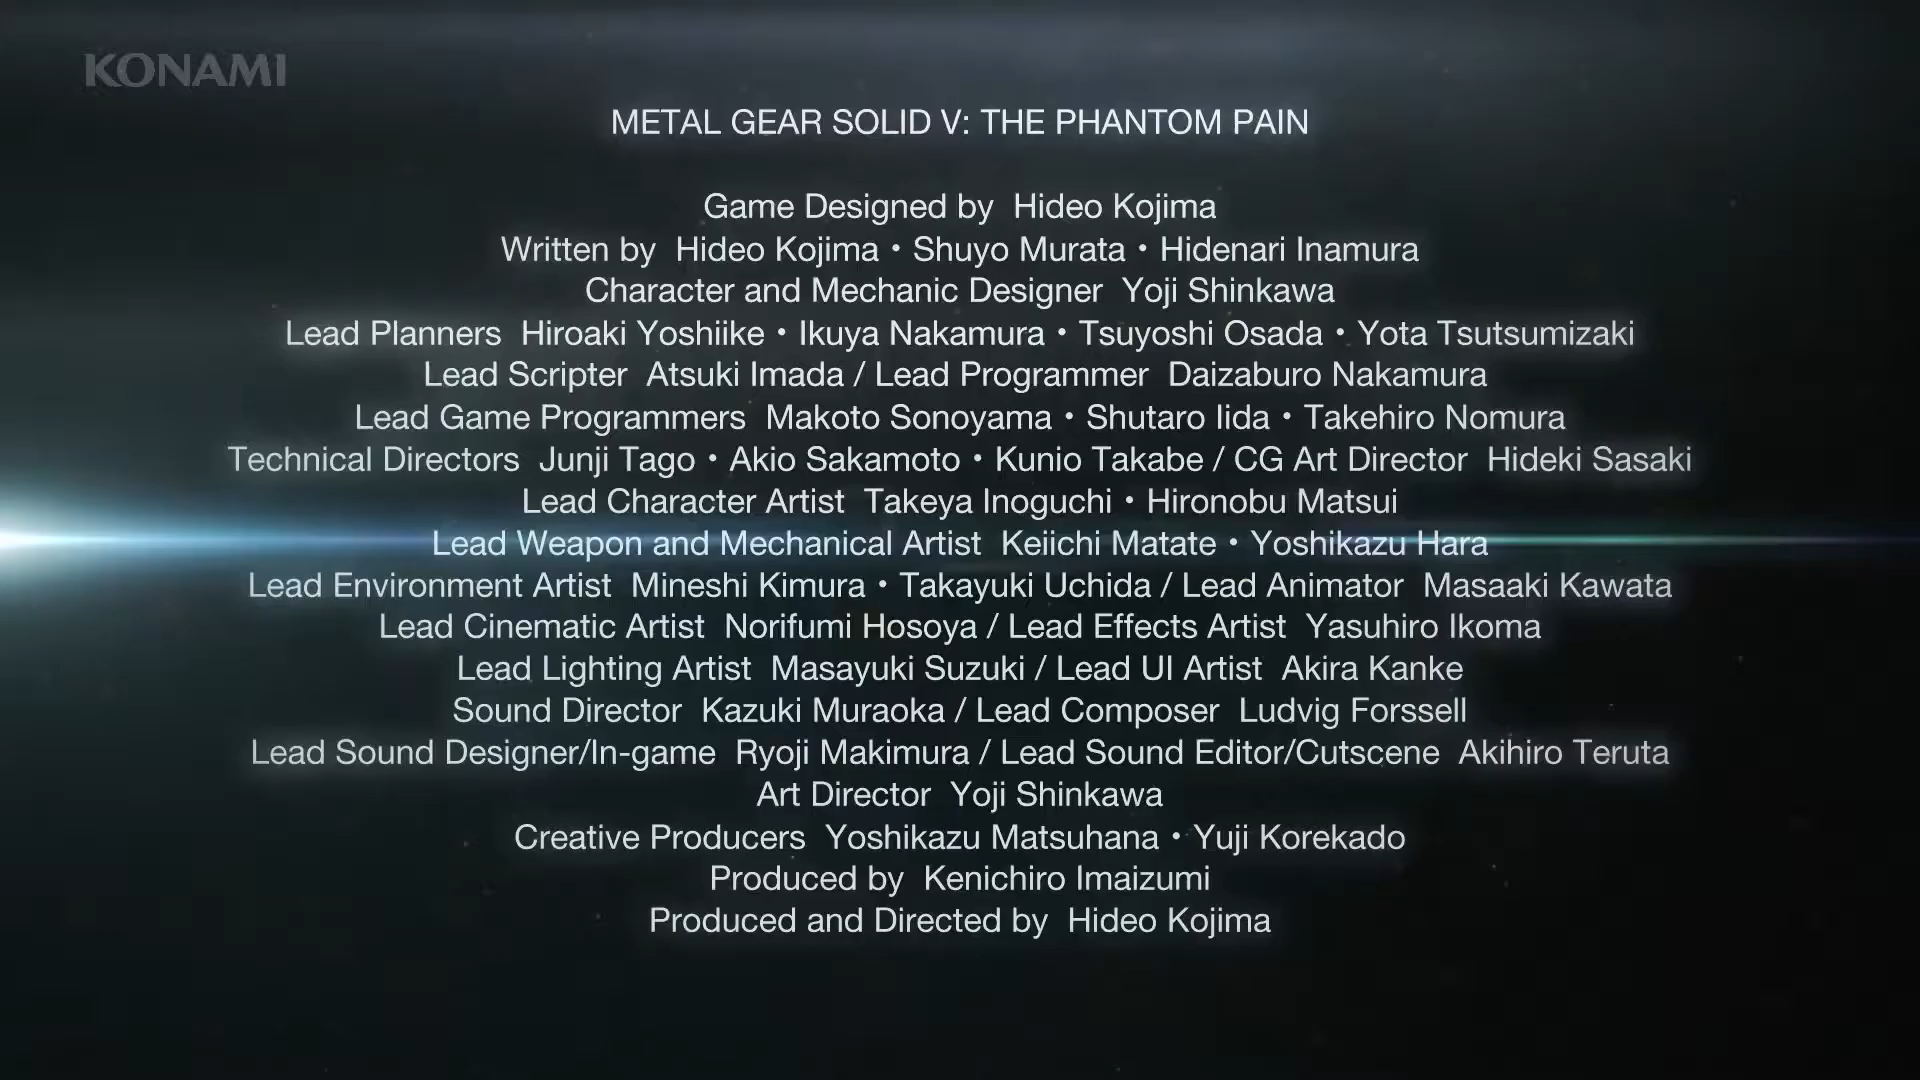 KONAMI
METAL GEAR SOLID V: THE PHANTOM PAIN
Game Designed by  Hideo Kojima
Written by  Hideo Kojima・Shuyo Murata・Hidenari Inamura
Character and Mechanic Designer  Yoji Shinkawa
Lead Planners  Hiroaki Yoshiike・Ikuya Nakamura・Tsuyoshi Osada・Yota Tsutsumizaki
Lead Scripter  Atsuki Imada / Lead Programmer  Daizaburo Nakamura
Lead Game Programmers  Makoto Sonoyama・Shutaro Iida・Takehiro Nomura
Technical Directors  Junji Tago・Akio Sakamoto・Kunio Takabe / CG Art Director  Hideki Sasaki
Lead Character Artist  Takeya Inoguchi・Hironobu Matsui
Lead Weapon and Mechanical Artist  Keiichi Matate・Yoshikazu Hara
Lead Environment Artist  Mineshi Kimura・Takayuki Uchida / Lead Animator  Masaaki Kawata
Lead Cinematic Artist  Norifumi Hosoya / Lead Effects Artist  Yasuhiro Ikoma
Lead Lighting Artist  Masayuki Suzuki / Lead UI Artist  Akira Kanke
Sound Director  Kazuki Muraoka / Lead Composer  Ludvig Forssell
Lead Sound Designer/In-game  Ryoji Makimura / Lead Sound Editor/Cutscene  Akihiro Teruta
Art Director  Yoji Shinkawa
Creative Producers  Yoshikazu Matsuhana・Yuji Korekado
Produced by  Kenichiro Imaizumi
Produced and Directed by  Hideo Kojima